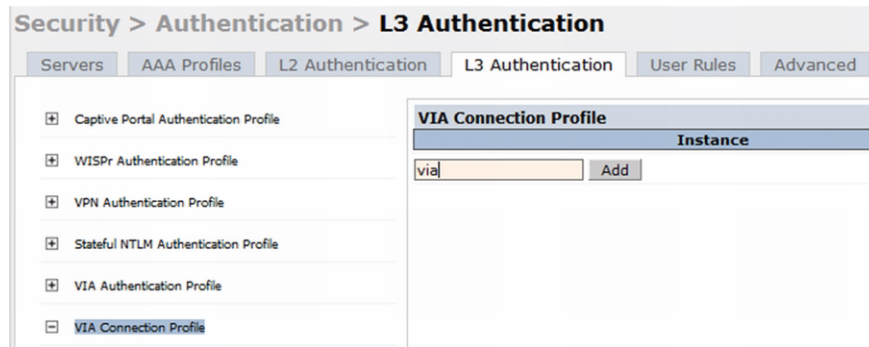 Security > Authentication > L3 Authentication
Servers AAA Profiles L2 Authentication L3 Authentication User Rules Advanced
Captive Portal Authentication Profile
WISPr Authentication Profile
VPN Authentication Profile
Stateful NTLM Authentication Profile
VIA Authentication Profile
VIA Connection Profile
VIA Connection Profile
Instance
via Add